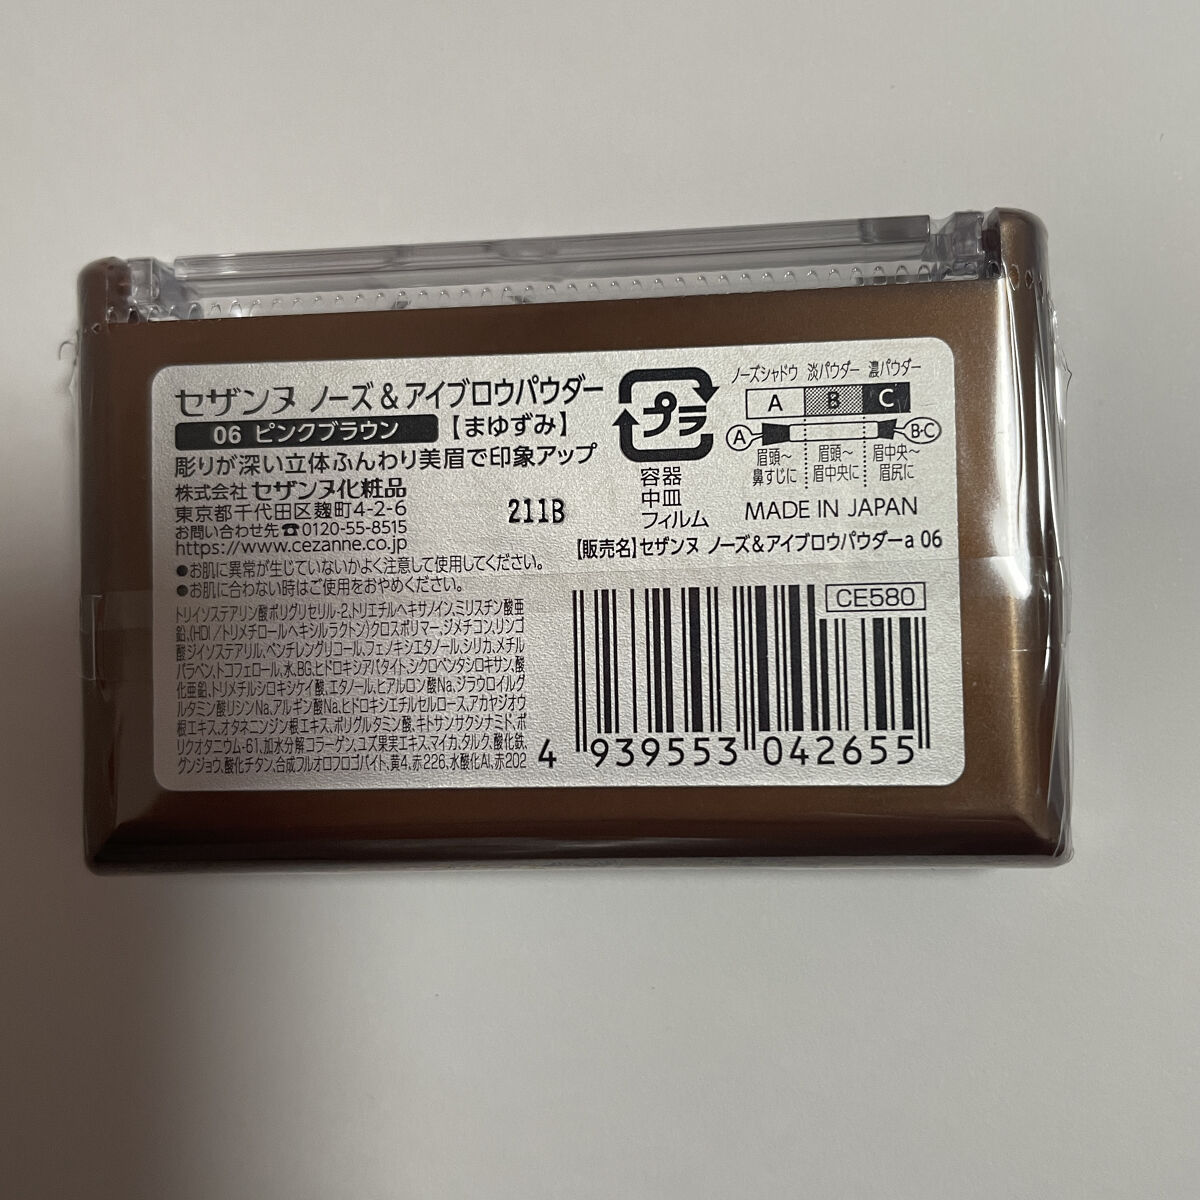 セザンヌ ノーズ&アイブロウパウダー
06 ピンクブラウン 【まゆずみ】
彫りが深い立体ふんわり美眉で印象アップ
株式会社 セザンヌ化粧品
東京都千代田区麹町4-2-6
お問い合わせ先☎0120-55-8515
https://www.cezanne.co.jp
211B
●お肌に異常が生じていないかよく注意して使用してください。
●お肌に合わない時はご使用をおやめください。
トリイソステアリン酸ポリグリセリル-2,トリエチルヘキサノイン,ミリスチン酸亜
鉛,(HDI/トリメチロールヘキシルラクトン)クロスポリマー,ジメチコン,リンゴ
酸ジイソステアリル,ペンチレングリコール,フェノキシエタノール,シリカ,メチル
パラベン,トコフェロール,水,BG,ヒドロキシアパタイト,シクロペンタシロキサン,酸
化亜鉛,トリメチルシロキシケイ酸,エタノール,ヒアルロン酸Na,ジラウロイルグ
ルタミン酸リシンNa,アルギン酸Na,ヒドロキシエチルセルロース,アカヤジオウ
根エキス,オタネニンジン根エキス,ポリグルタミン酸,キトサンサクシナミド,ポ
リクオタニウム-61,加水分解コラーゲン,ユズ果実エキス,マイカ,タルク,酸化鉄,
グンジョウ,酸化チタン,合成フルオロフロゴパイト,黄4,赤226,水酸化Al,赤202
プラ
容器
中皿
フィルム
ノーズシャドウ 淡パウダー 濃パウダー
A B C
A B・C
眉頭〜 眉頭〜 眉中央〜
鼻すじに 眉中央に 眉尻に
MADE IN JAPAN
【販売名】セザンヌ ノーズ&アイブロウパウダーa 06
CE580
4 939553 042655